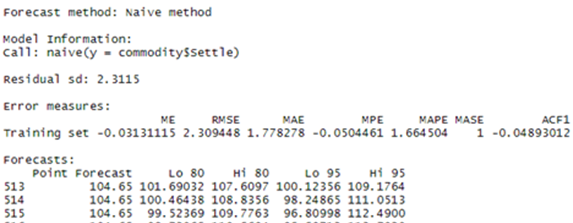 Forecast method: Naive method
Model Information:
Call: naive(y = commodity$Settle)
Residual sd: 2.3115
Error measures:
ME RMSE MAE MPE MAPE MASE ACF1
Training set -0.03131115 2.309448 1.778278 -0.0504461 1.664504 1 -0.04893012
Forecasts:
Point Forecast Lo 80 Hi 80 Lo 95 Hi 95
513 104.65 101.69032 107.6097 100.12356 109.1764
514 104.65 100.46438 108.8356 98.24865 111.0513
515 104.65 99.52369 109.7763 96.80998 112.4900